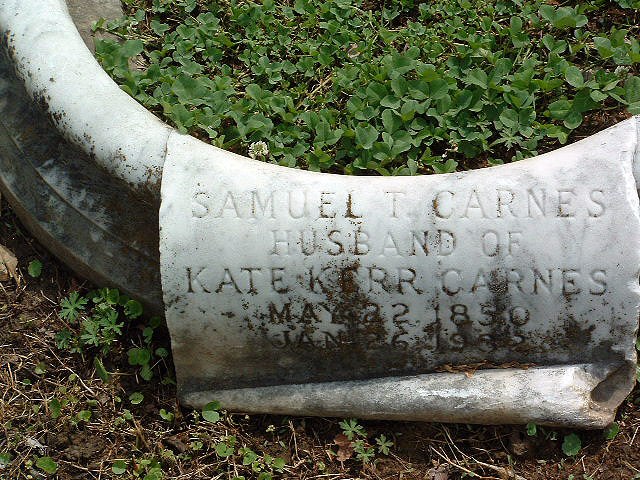 SAMUEL T. CARNES
HUSBAND OF
KATE KERR CARNES
MAY 22 1850
JAN 26